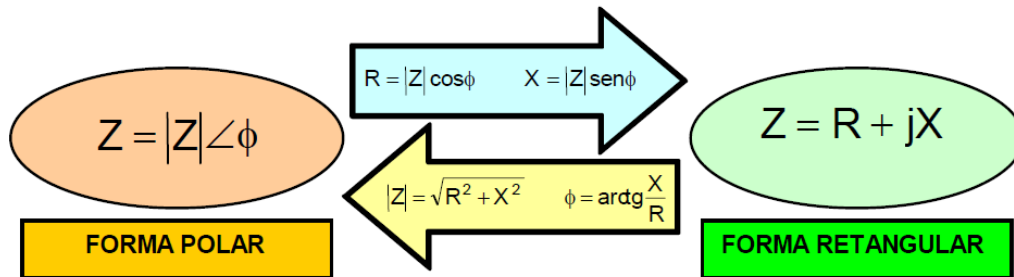 R = |Z| cosϕ    X = |Z| senϕ
Z = |Z|∠ϕ
Z = R + jX
|Z| = √(R² + X²)    ϕ = arctg X/R
FORMA POLAR
FORMA RETANGULAR